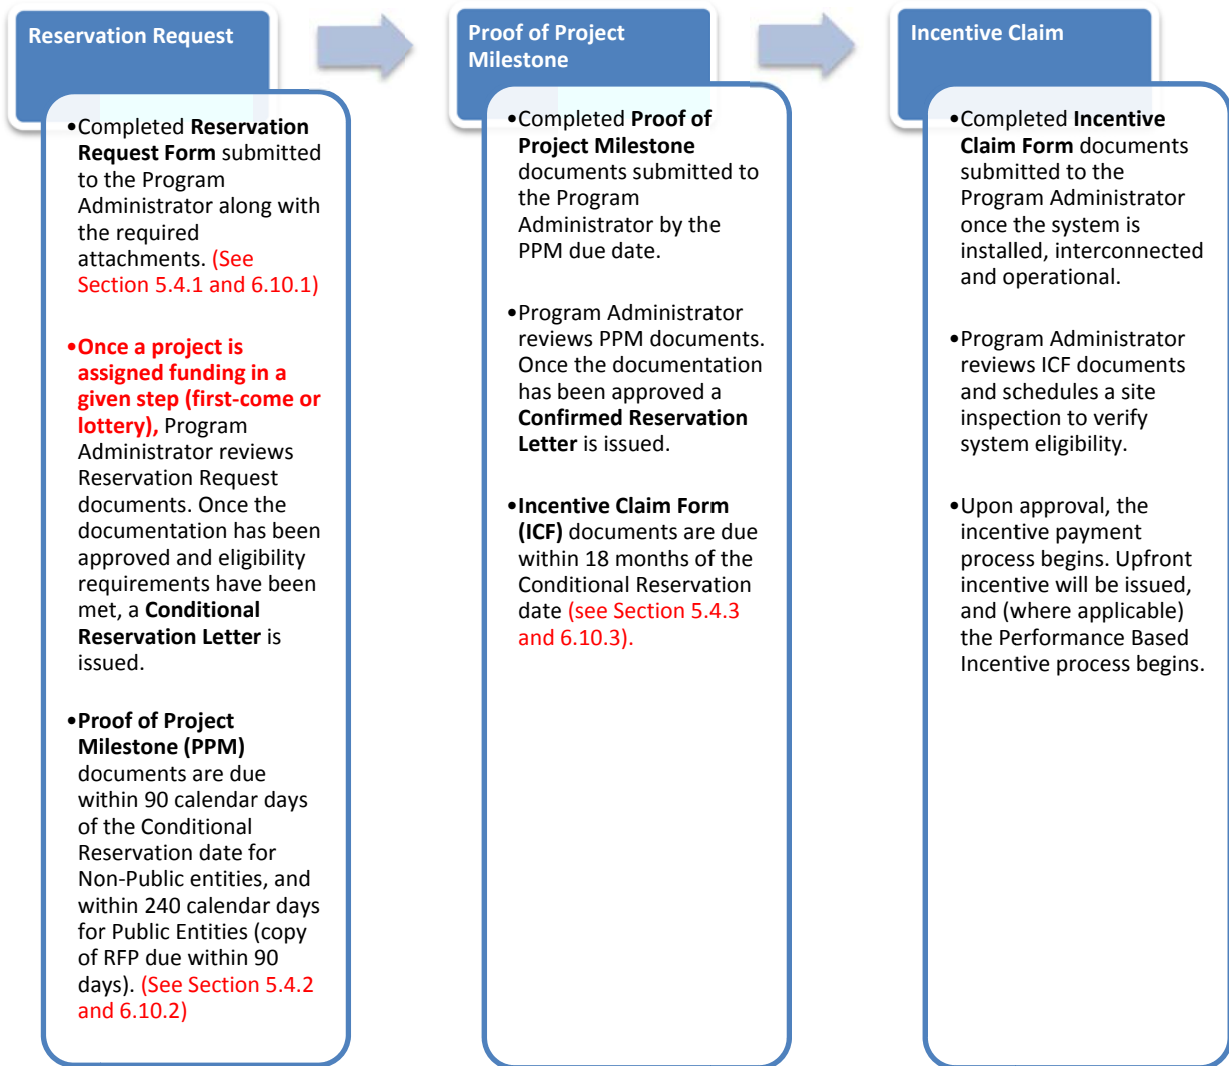 Reservation Request
•Completed Reservation
Request Form submitted
to the Program
Administrator along with
the required
attachments. (See
Section 5.4.1 and 6.10.1)
•Once a project is
assigned funding in a
given step (first-come or
lottery), Program
Administrator reviews
Reservation Request
documents. Once the
documentation has been
approved and eligibility
requirements have been
met, a Conditional
Reservation Letter is
issued.
•Proof of Project
Milestone (PPM)
documents are due
within 90 calendar days
of the Conditional
Reservation date for
Non-Public entities, and
within 240 calendar days
for Public Entities (copy
of RFP due within 90
days). (See Section 5.4.2
and 6.10.2)
Proof of Project
Milestone
•Completed Proof of
Project Milestone
documents submitted to
the Program
Administrator by the
PPM due date.
•Program Administrator
reviews PPM documents.
Once the documentation
has been approved a
Confirmed Reservation
Letter is issued.
•Incentive Claim Form
(ICF) documents are due
within 18 months of the
Conditional Reservation
date (see Section 5.4.3
and 6.10.3).
Incentive Claim
•Completed Incentive
Claim Form documents
submitted to the
Program Administrator
once the system is
installed, interconnected
and operational.
•Program Administrator
reviews ICF documents
and schedules a site
inspection to verify
system eligibility.
•Upon approval, the
incentive payment
process begins. Upfront
incentive will be issued,
and (where applicable)
the Performance Based
Incentive process begins.